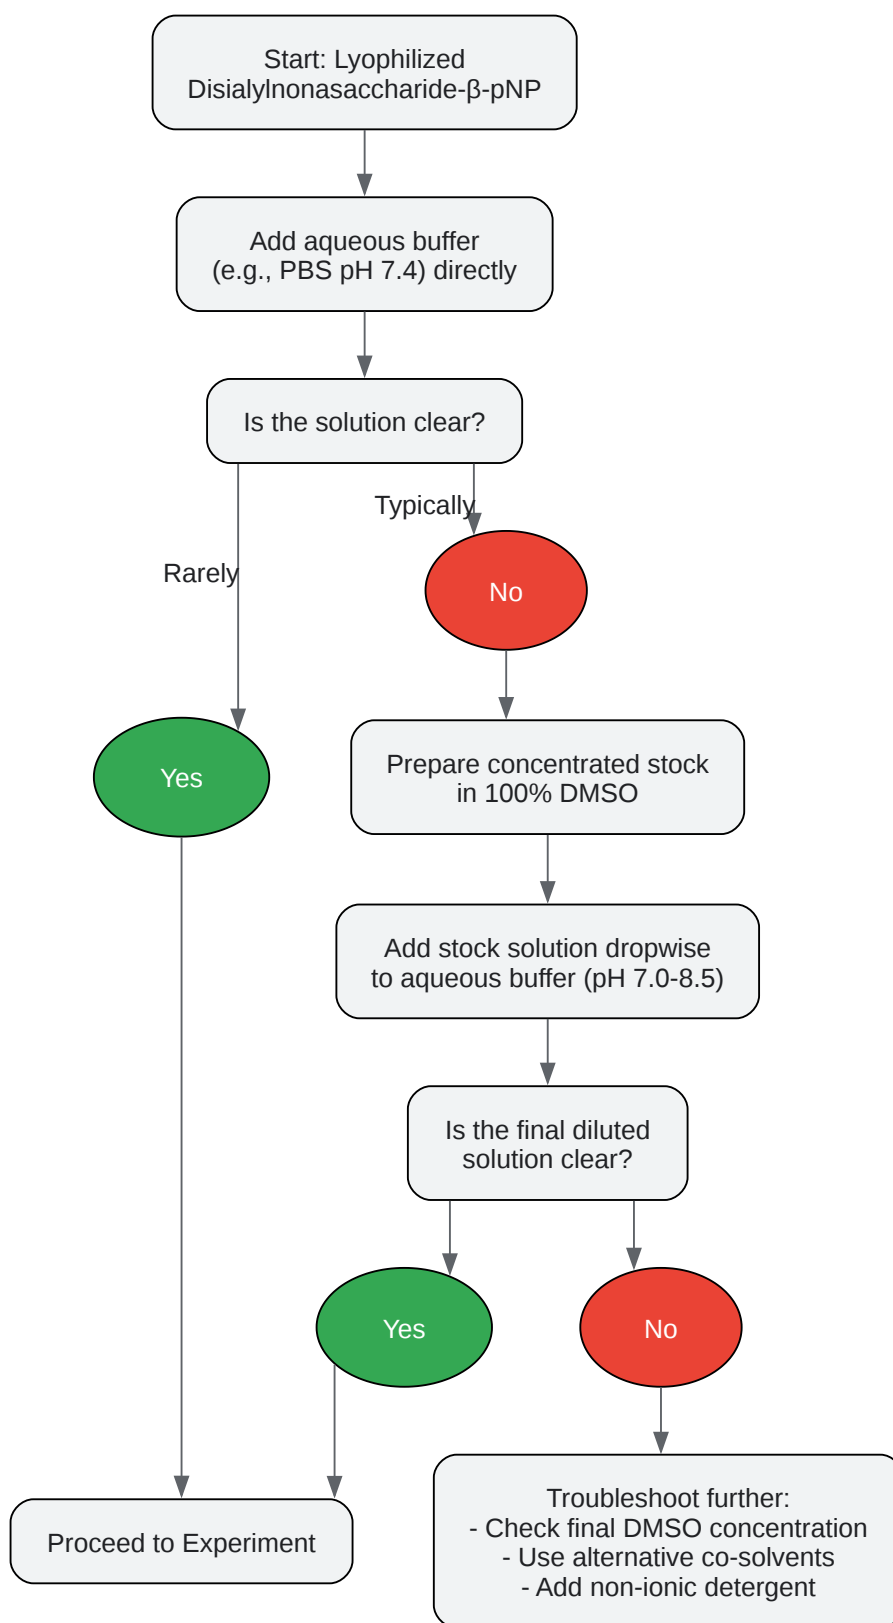 Start: Lyophilized
Disialylnonasaccharide-β-pNP
Add aqueous buffer
(e.g., PBS pH 7.4) directly
Is the solution clear?
Typically
Rarely
No
Yes
Prepare concentrated stock
in 100% DMSO
Add stock solution dropwise
to aqueous buffer (pH 7.0-8.5)
Is the final diluted
solution clear?
Yes
No
Troubleshoot further:
- Check final DMSO concentration
- Use alternative co-solvents
- Add non-ionic detergent
Proceed to Experiment